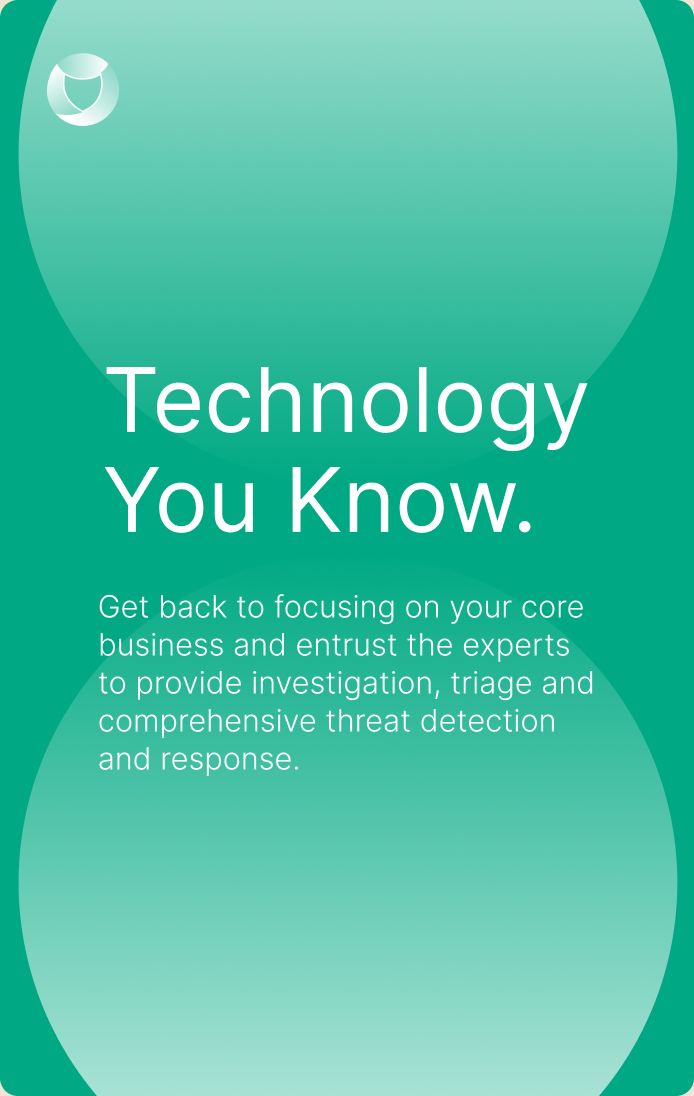 Technology
You Know.
Get back to focusing on your core
business and entrust the experts
to provide investigation, triage and
comprehensive threat detection
and response.